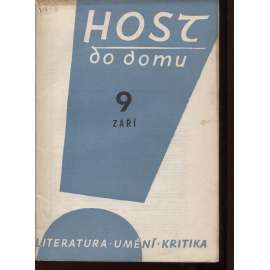 HOST
do domu
9
ZÁŘÍ
LITERATURA · UMĚNÍ · KRITIKA